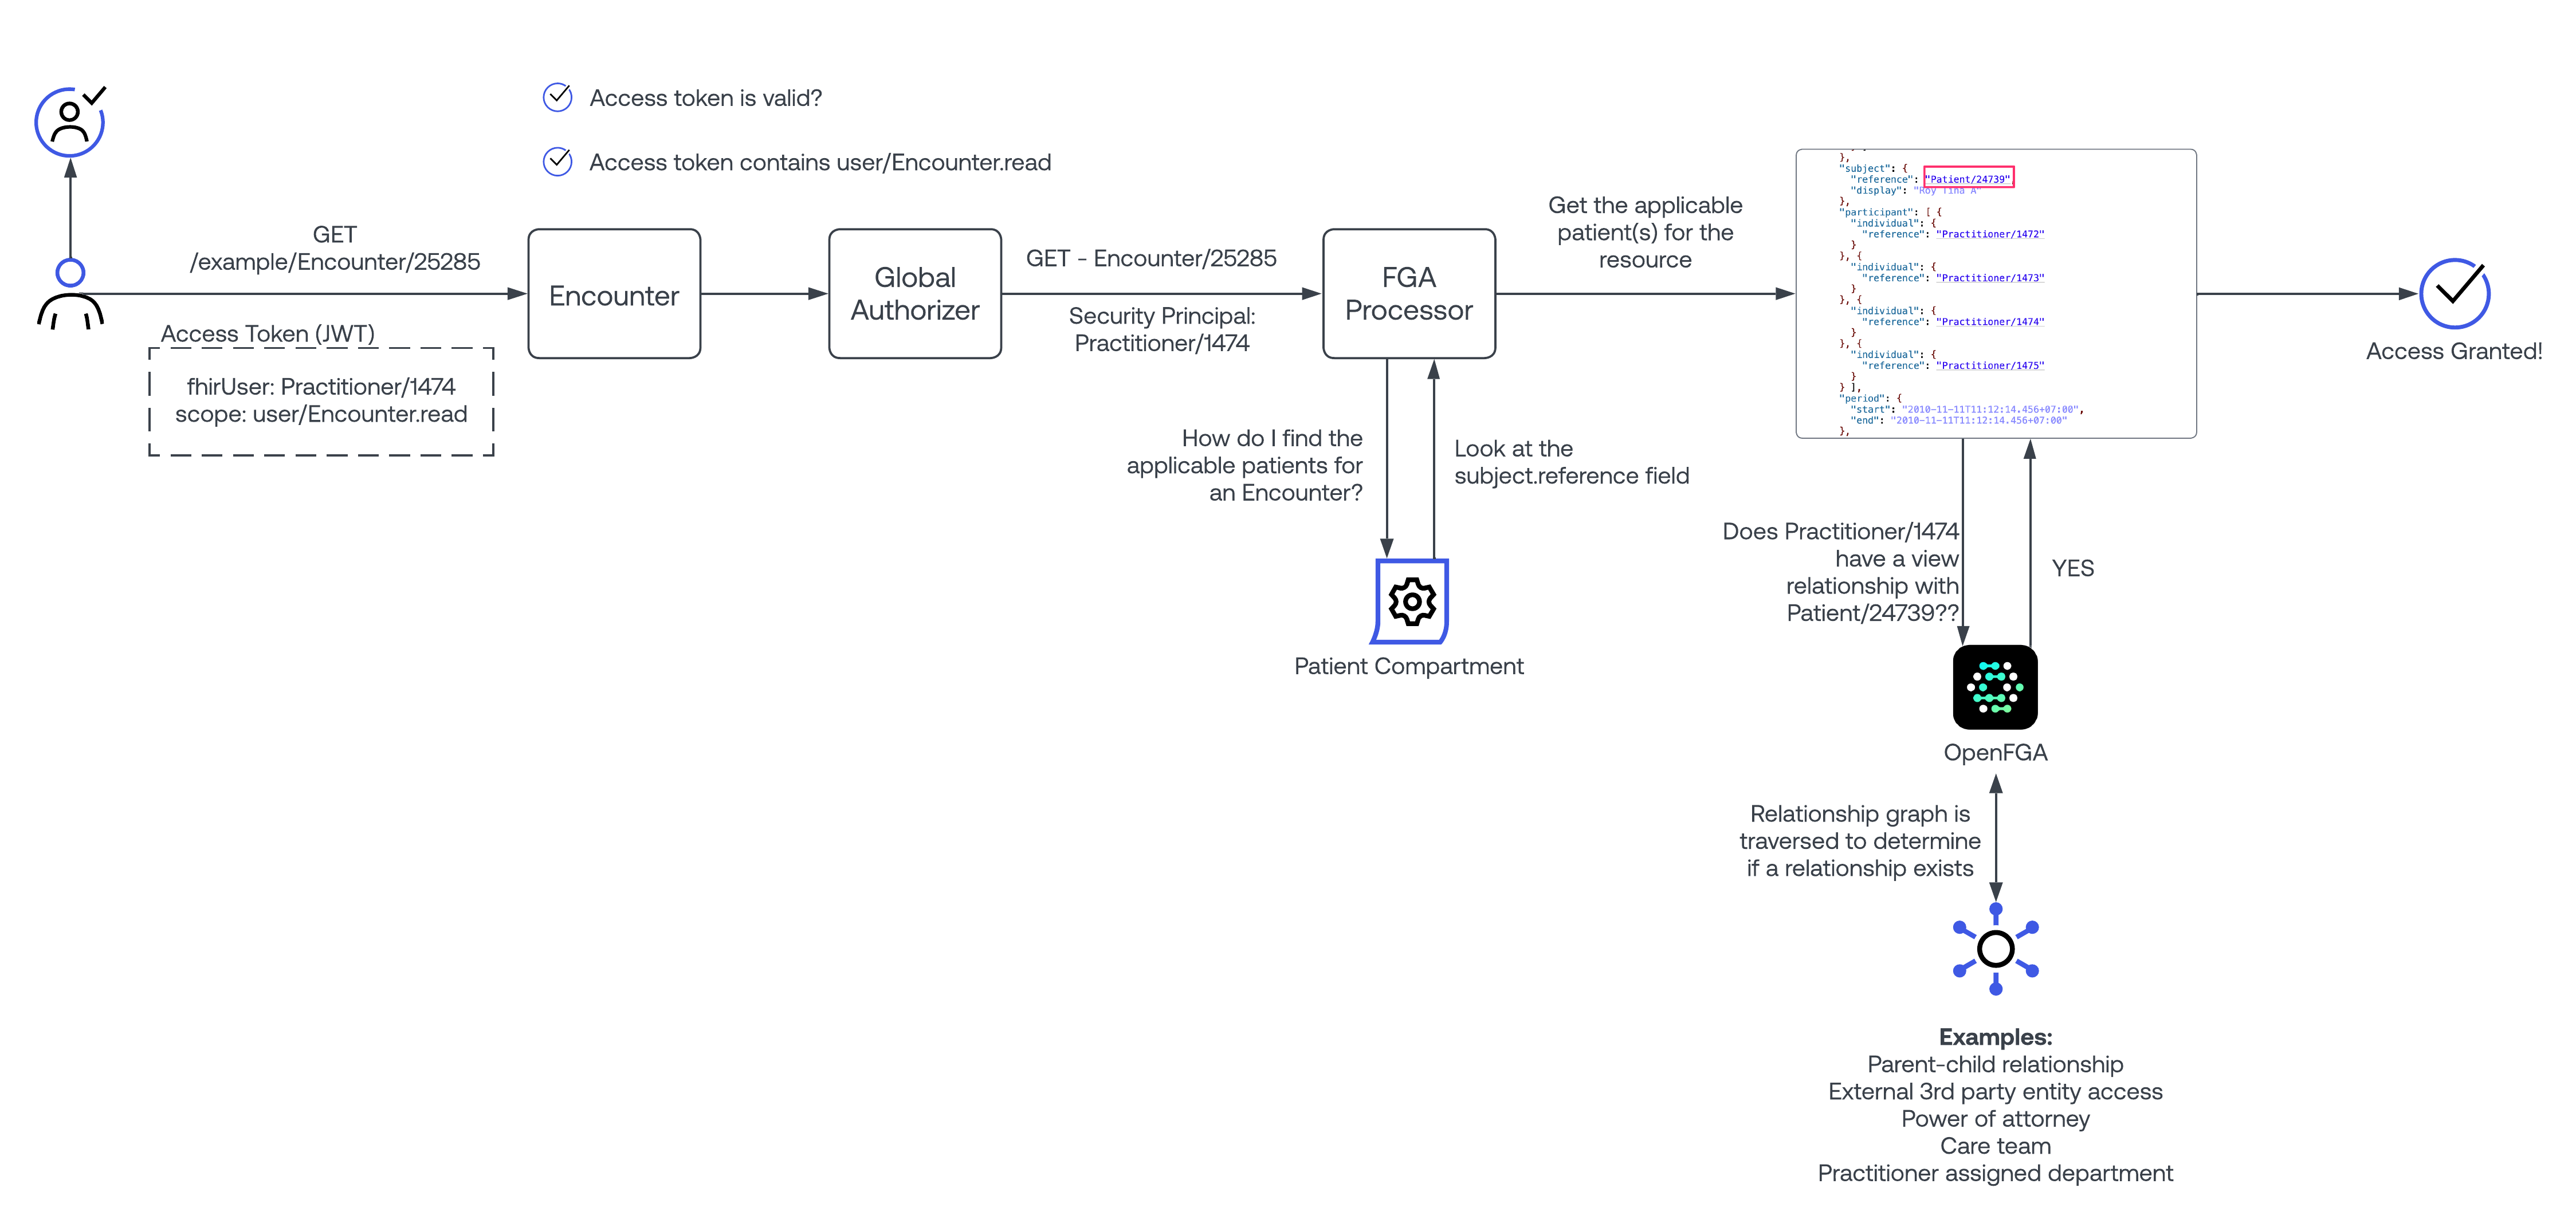 Access token is valid?
Access token contains user/Encounter.read
GET
/example/Encounter/25285
Access Token (JWT)
fhirUser: Practitioner/1474
scope: user/Encounter.read
Encounter
Global
Authorizer
GET - Encounter/25285
Security Principal:
Practitioner/1474
FGA
Processor
How do I find the
applicable patients for
an Encounter?
Look at the
subject.reference field
Patient Compartment
Get the applicable
patient(s) for the
resource
},
"subject": {
"reference": "Patient/24739",
"display": "Roy Tina A"
},
"participant": [ {
"individual": {
"reference": "Practitioner/1472"
}
}, {
"individual": {
"reference": "Practitioner/1473"
}
}, {
"individual": {
"reference": "Practitioner/1474"
}
}, {
"individual": {
"reference": "Practitioner/1475"
}
} ],
"period": {
"start": "2010-11-11T11:12:14.456+07:00",
"end": "2010-11-11T11:12:14.456+07:00"
},
Access Granted!
Does Practitioner/1474
have a view
relationship with
Patient/24739??
YES
OpenFGA
Relationship graph is
traversed to determine
if a relationship exists
Examples:
Parent-child relationship
External 3rd party entity access
Power of attorney
Care team
Practitioner assigned department